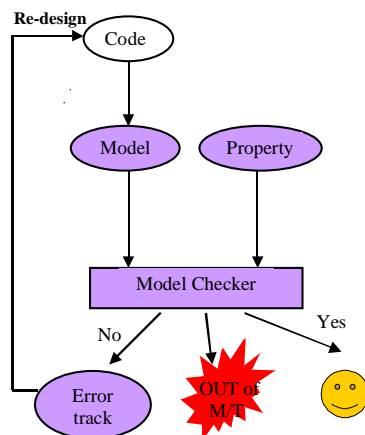 Re-design
Code
Model
Property
Model Checker
No
Yes
Error
track
OUT of
M/T